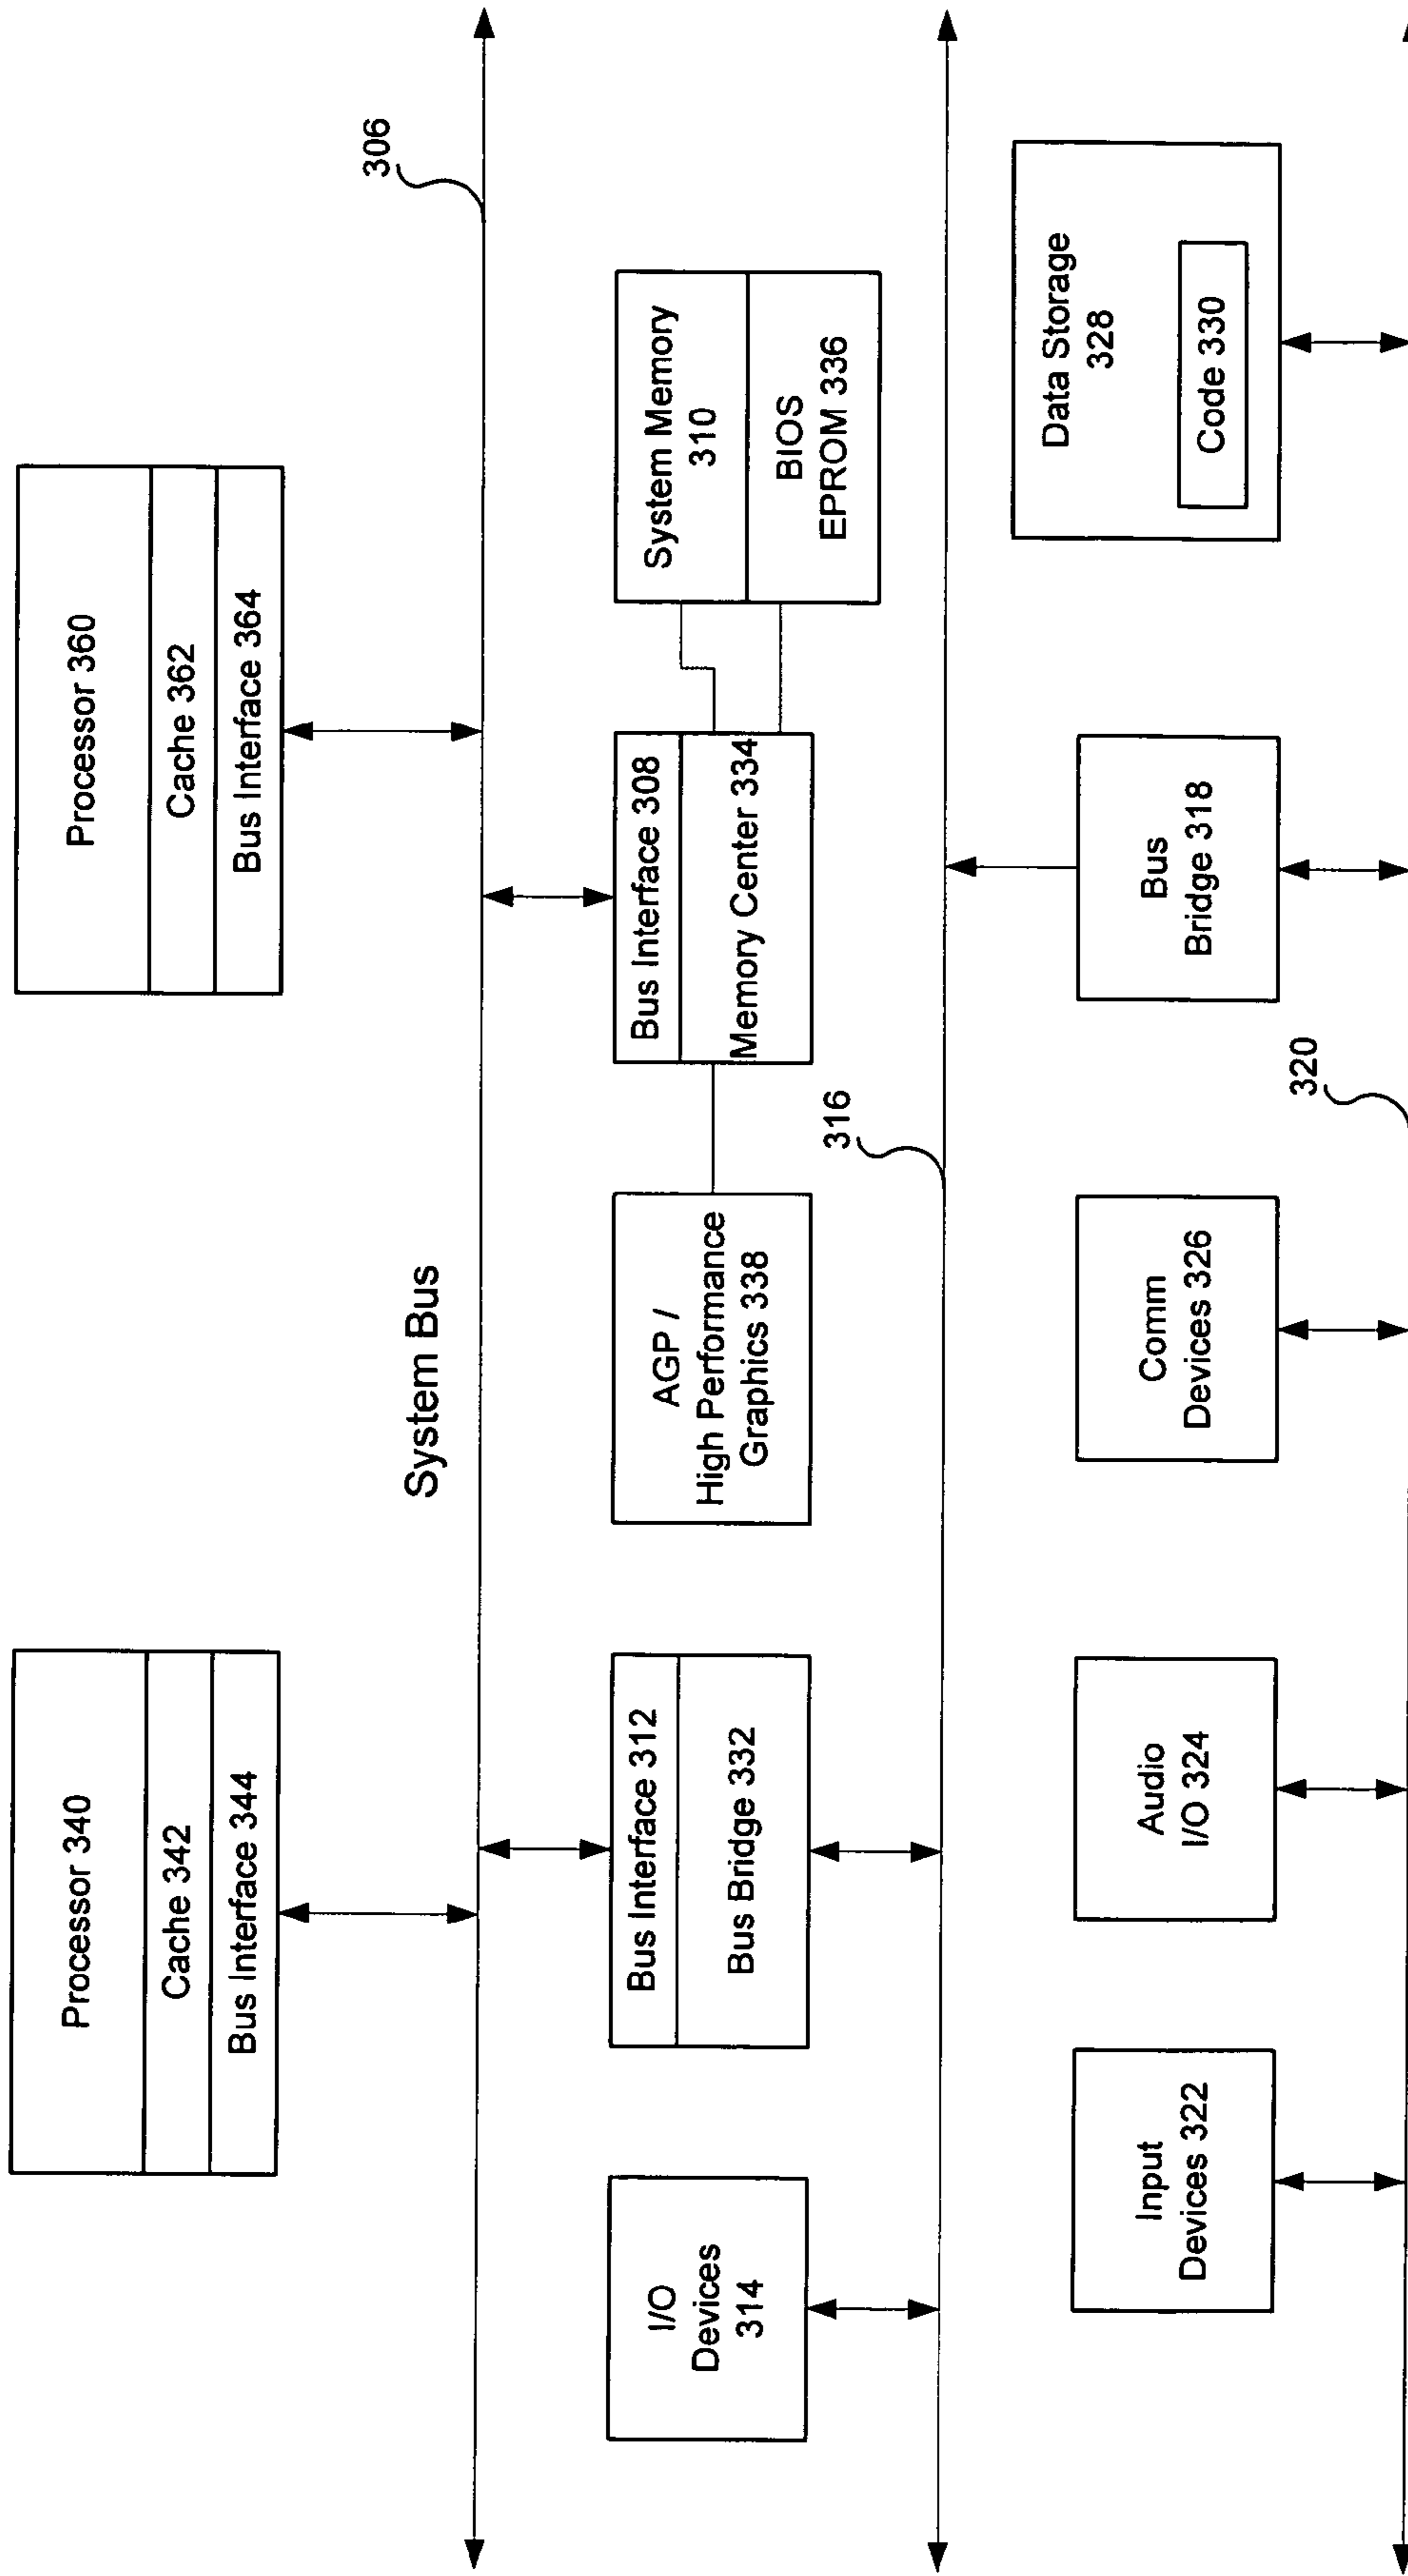 Processor 340
Cache 342
Bus Interface 344
Processor 360
Cache 362
Bus Interface 364
System Bus
306
I/O
Devices
314
Bus Interface 312
Bus Bridge 332
AGP /
High Performance
Graphics 338
Bus Interface 308
Memory Center 334
System Memory
310
BIOS
EPROM 336
316
Input
Devices 322
Audio
I/O 324
Comm
Devices 326
Bus
Bridge 318
Data Storage
328
Code 330
320